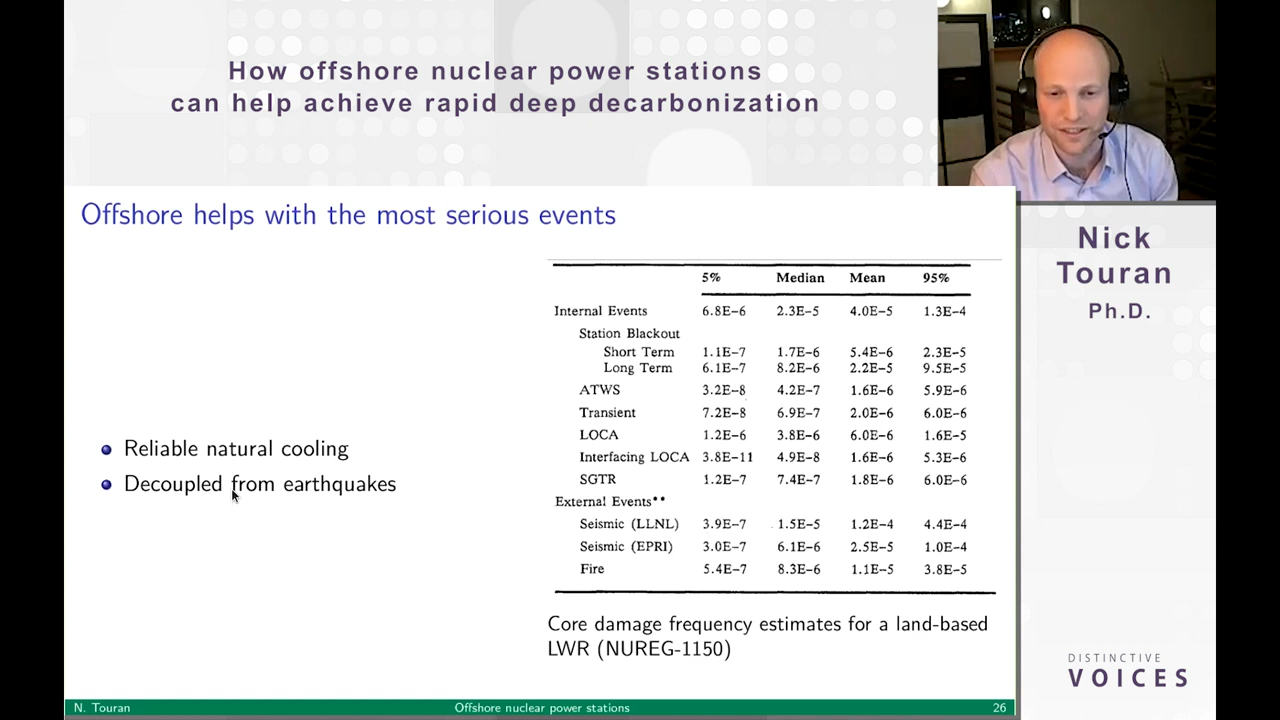 How offshore nuclear power stations
can help achieve rapid deep decarbonization
Nick
Touran
Ph.D.
Offshore helps with the most serious events
Reliable natural cooling
Decoupled from earthquakes
5% Median Mean 95%
Internal Events 6.8E-6 2.3E-5 4.0E-5 1.3E-4
Station Blackout
Short Term 1.1E-7 1.7E-6 5.4E-6 2.3E-5
Long Term 6.1E-7 8.2E-6 2.2E-5 9.5E-5
ATWS 3.2E-8 4.2E-7 1.6E-6 5.9E-6
Transient 7.2E-8 6.9E-7 2.0E-6 6.0E-6
LOCA 1.2E-6 3.8E-6 6.0E-6 1.6E-5
Interfacing LOCA 3.8E-11 4.9E-8 1.6E-6 5.3E-6
SGTR 1.2E-7 7.4E-7 1.8E-6 6.0E-6
External Events**
Seismic (LLNL) 3.9E-7 1.5E-5 1.2E-4 4.4E-4
Seismic (EPRI) 3.0E-7 6.1E-6 2.5E-5 1.0E-4
Fire 5.4E-7 8.3E-6 1.1E-5 3.8E-5
Core damage frequency estimates for a land-based
LWR (NUREG-1150)
DISTINCTIVE
VOICES
N. Touran Offshore nuclear power stations 26